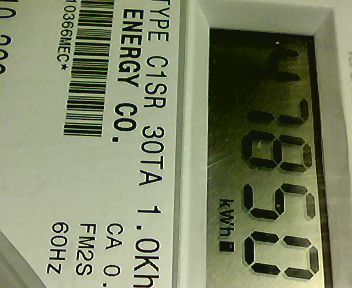 47850
kWh
TYPE C1SR 30TA 1.0Kh
ENERGY CO. CA 0.
FM2S
10366MEC* 60HZ